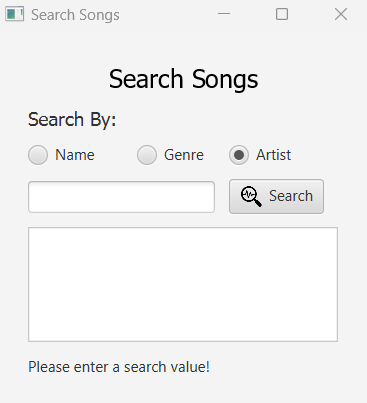 Search Songs
Search Songs
Search By:
Name Genre Artist
Search
Please enter a search value!